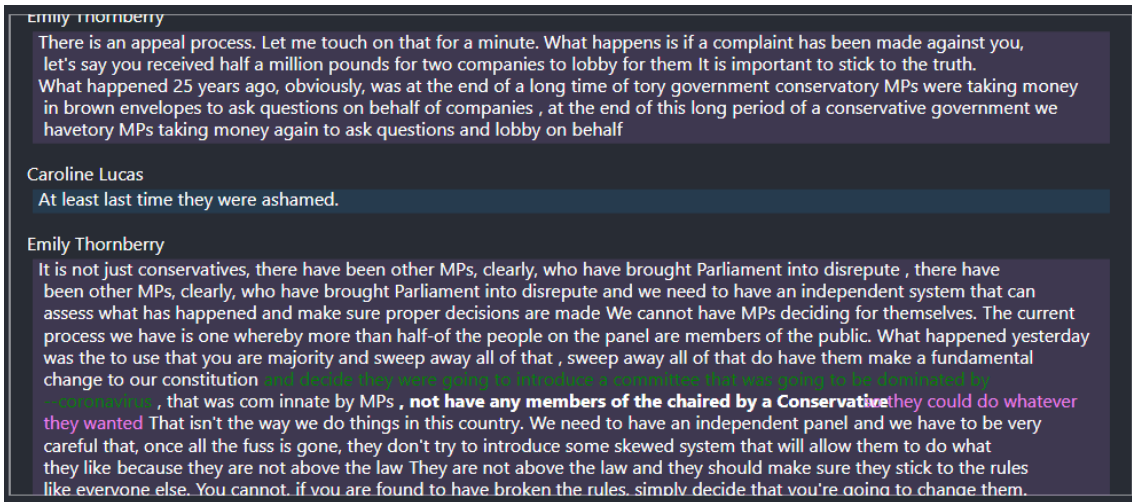 Emily Thornberry
There is an appeal process. Let me touch on that for a minute. What happens is if a complaint has been made against you,
let's say you received half a million pounds for two companies to lobby for them It is important to stick to the truth.
What happened 25 years ago, obviously, was at the end of a long time of tory government conservatory MPs were taking money
in brown envelopes to ask questions on behalf of companies , at the end of this long period of a conservative government we
havetory MPs taking money again to ask questions and lobby on behalf
Caroline Lucas
At least last time they were ashamed.
Emily Thornberry
It is not just conservatives, there have been other MPs, clearly, who have brought Parliament into disrepute , there have
been other MPs, clearly, who have brought Parliament into disrepute and we need to have an independent system that can
assess what has happened and make sure proper decisions are made We cannot have MPs deciding for themselves. The current
process we have is one whereby more than half-of the people on the panel are members of the public. What happened yesterday
was the to use that you are majority and sweep away all of that , sweep away all of that do have them make a fundamental
change to our constitution and decide they were going to introduce a committee that was going to be dominated by
--coronavirus , that was com innate by MPs , not have any members of the chaired by a Conservative they could do whatever
they wanted That isn't the way we do things in this country. We need to have an independent panel and we have to be very
careful that, once all the fuss is gone, they don't try to introduce some skewed system that will allow them to do what
they like because they are not above the law They are not above the law and they should make sure they stick to the rules
like everyone else. You cannot, if you are found to have broken the rules, simply decide that you're going to change them.